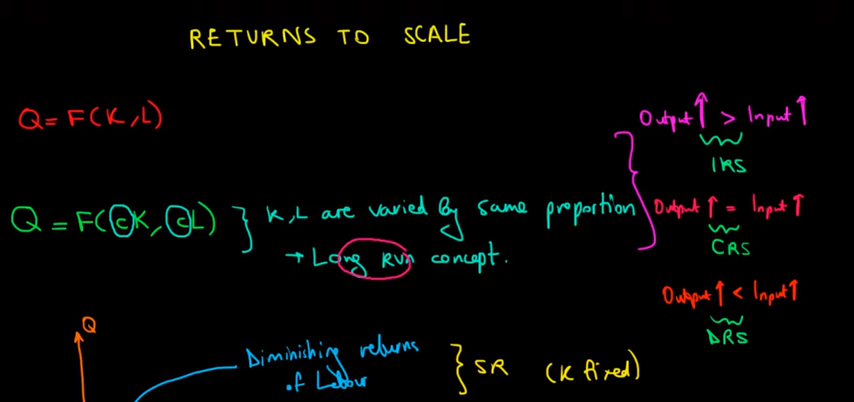 RETURNS TO SCALE
Q = F(K, L)
Q = F(cK, cL) } K, L are varied by same proportion
→ Long run concept.
Output ↑ > Input ↑
IRS
Output ↑ = Input ↑
CRS
Output ↑ < Input ↑
DRS
Q
Diminishing returns
of Labour
} SR (K fixed)